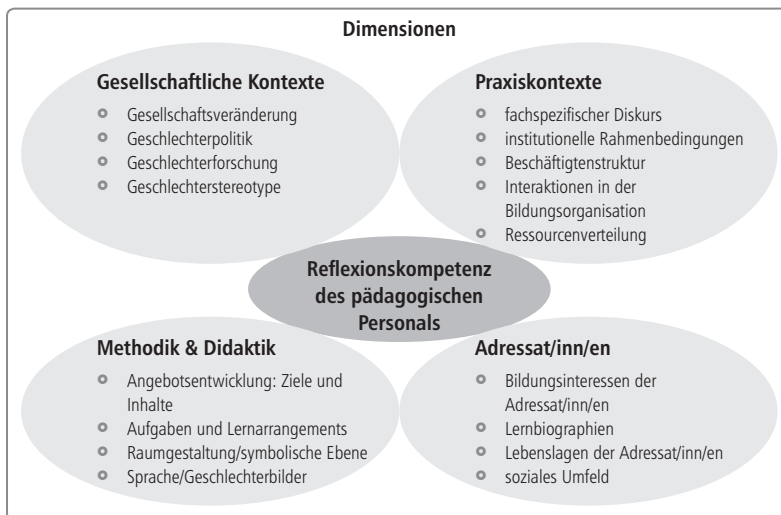 Dimensionen
Gesellschaftliche Kontexte
Gesellschaftsveränderung
Geschlechterpolitik
Geschlechterforschung
Geschlechterstereotype
Praxiskontexte
fachspezifischer Diskurs
institutionelle Rahmenbedingungen
Beschäftigtenstruktur
Interaktionen in der
Bildungsorganisation
Ressourcenverteilung
Reflexionskompetenz
des pädagogischen
Personals
Methodik & Didaktik
Angebotsentwicklung: Ziele und
Inhalte
Aufgaben und Lernarrangements
Raumgestaltung/symbolische Ebene
Sprache/Geschlechterbilder
Adressat/inn/en
Bildungsinteressen der
Adressat/inn/en
Lernbiographien
Lebenslagen der Adressat/inn/en
soziales Umfeld